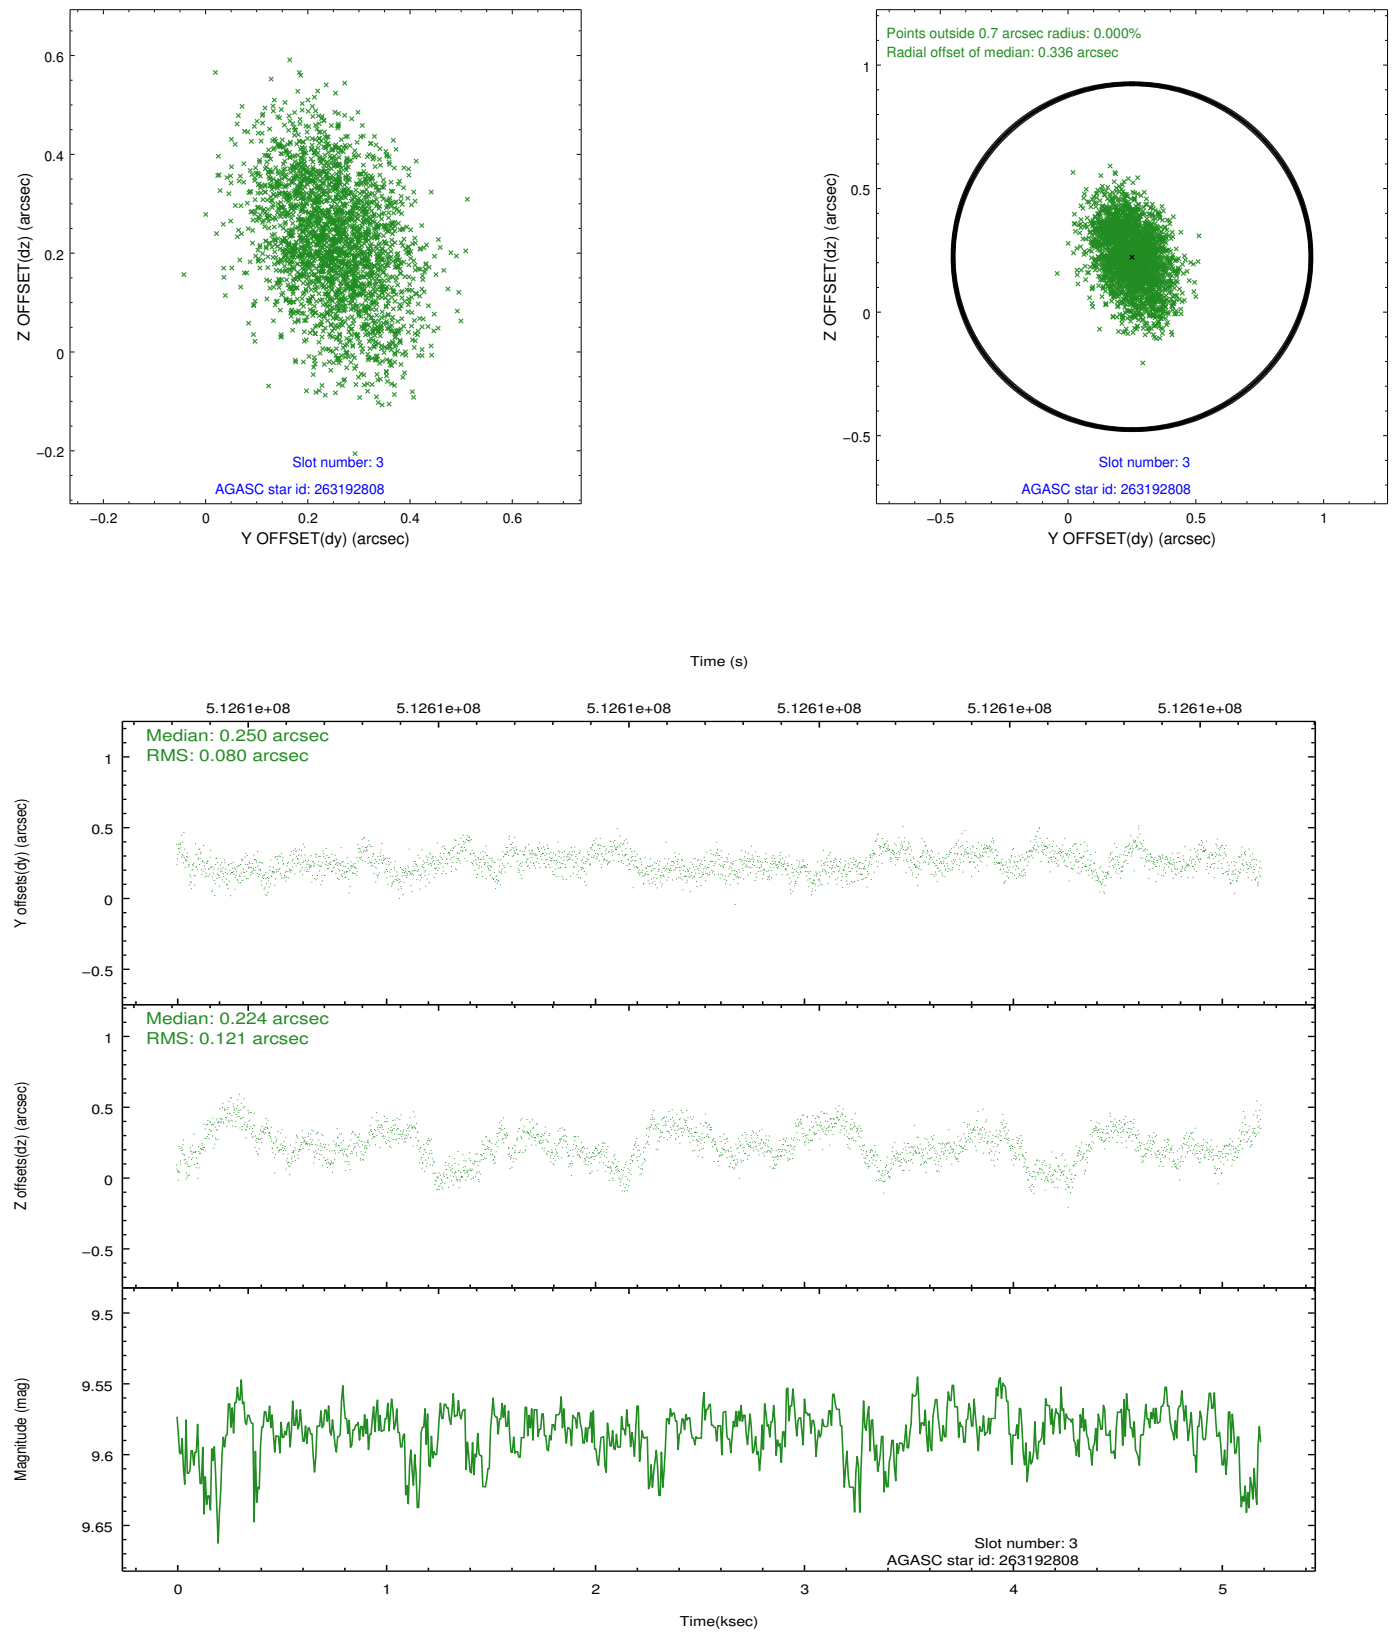 0.6
0.4
0.2
0
−0.2
Z OFFSET(dz) (arcsec)
Slot number: 3
AGASC star id: 263192808
−0.2 0 0.2 0.4 0.6
Y OFFSET(dy) (arcsec)
Points outside 0.7 arcsec radius: 0.000%
Radial offset of median: 0.336 arcsec
1
0.5
0
−0.5
Z OFFSET(dz) (arcsec)
Slot number: 3
AGASC star id: 263192808
−0.5 0 0.5 1
Y OFFSET(dy) (arcsec)
Time (s)
5.1261e+08 5.1261e+08 5.1261e+08 5.1261e+08 5.1261e+08 5.1261e+08
Median: 0.250 arcsec
RMS: 0.080 arcsec
1
0.5
0
−0.5
Y offsets(dy) (arcsec)
Median: 0.224 arcsec
RMS: 0.121 arcsec
1
0.5
0
−0.5
Z offsets(dz) (arcsec)
9.5
9.55
9.6
9.65
Magnitude (mag)
Slot number: 3
AGASC star id: 263192808
0 1 2 3 4 5
Time(ksec)